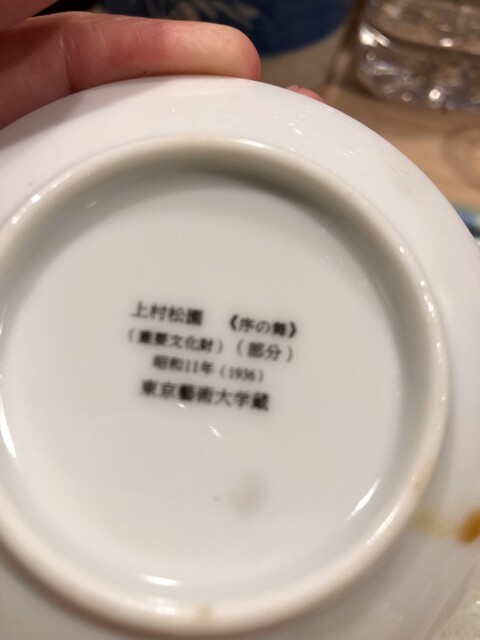 上村松園 《序の舞》
(重要文化財)(部分)
昭和11年(1936)
東京藝術大学蔵